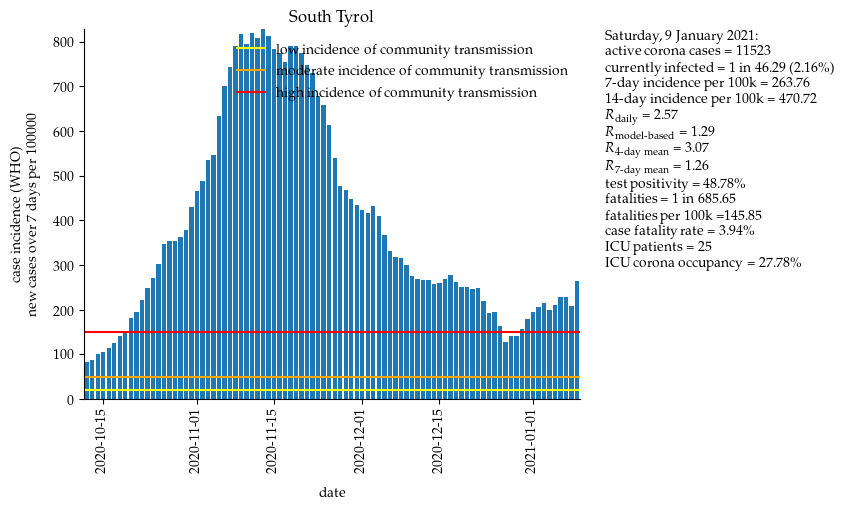 South Tyrol
800
700
600
500
400
300
200
100
0
case incidence (WHO)
new cases over 7 days per 100000
low incidence of community transmission
moderate incidence of community transmission
high incidence of community transmission
2020-10-15
2020-11-01
2020-11-15
2020-12-01
2020-12-15
2021-01-01
date
Saturday, 9 January 2021:
active corona cases = 11523
currently infected = 1 in 46.29 (2.16%)
7-day incidence per 100k = 263.76
14-day incidence per 100k = 470.72
R daily = 2.57
R model-based = 1.29
R 4-day mean = 3.07
R 7-day mean = 1.26
test positivity = 48.78%
fatalities = 1 in 685.65
fatalities per 100k =145.85
case fatality rate = 3.94%
ICU patients = 25
ICU corona occupancy = 27.78%